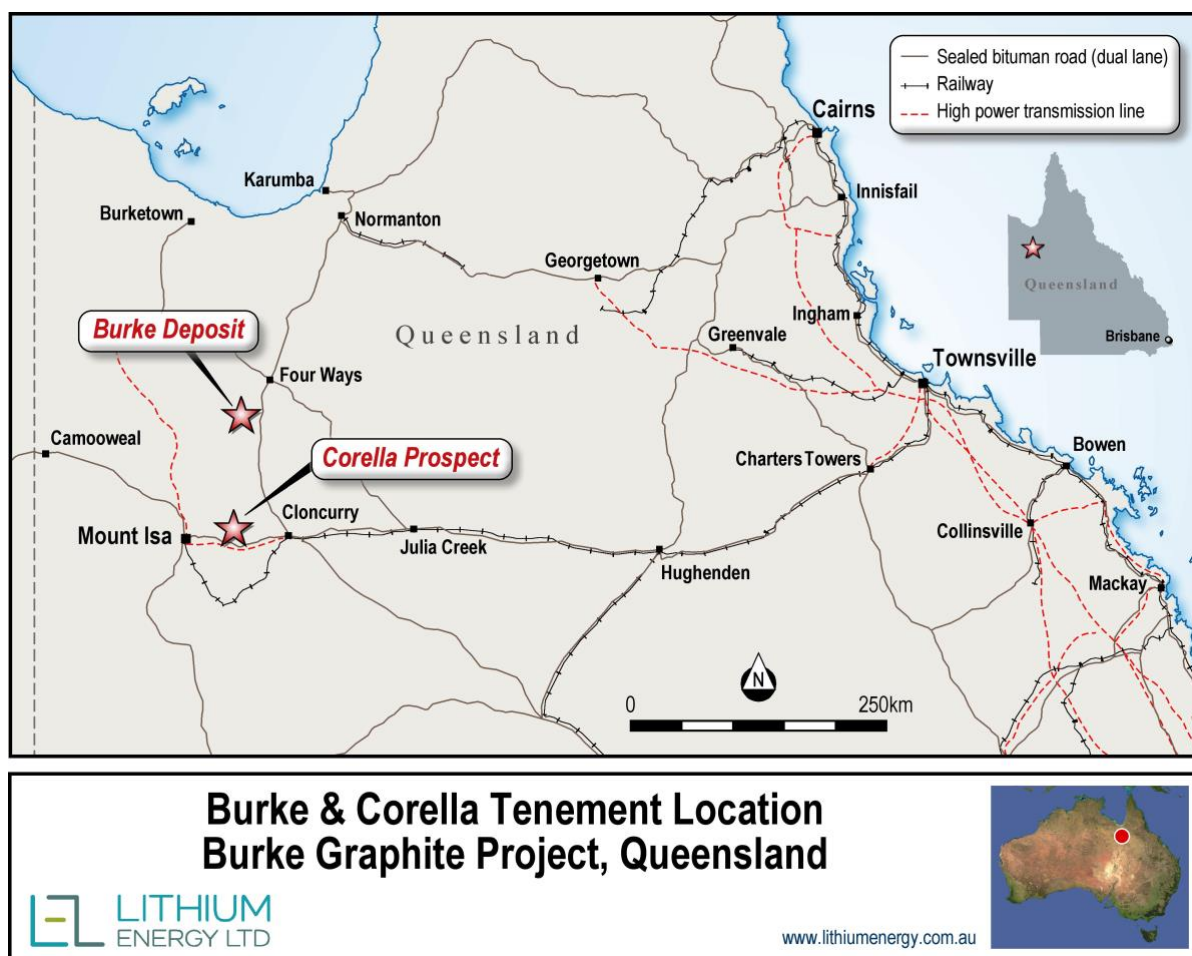 Sealed bituman road (dual lane)
Railway
High power transmission line
Cairns
Karumba
Innisfail
Burketown
Normanton
Georgetown
Queensland
Brisbane
Queensland
Ingham
Burke Deposit
Greenvale
Townsville
Four Ways
Camooweal
Bowen
Corella Prospect
Charters Towers
Cloncurry
Mount Isa
Julia Creek
Collinsville
Hughenden
Mackay
N
0
250km
Burke & Corella Tenement Location
Burke Graphite Project, Queensland
LITHIUM
ENERGY LTD
www.lithiumenergy.com.au